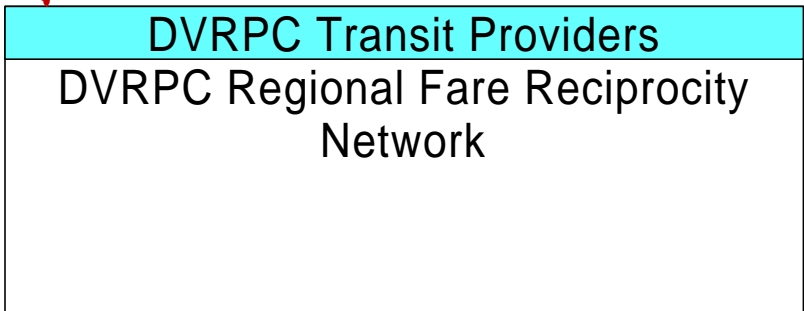 DVRPC Transit Providers
DVRPC Regional Fare Reciprocity
Network